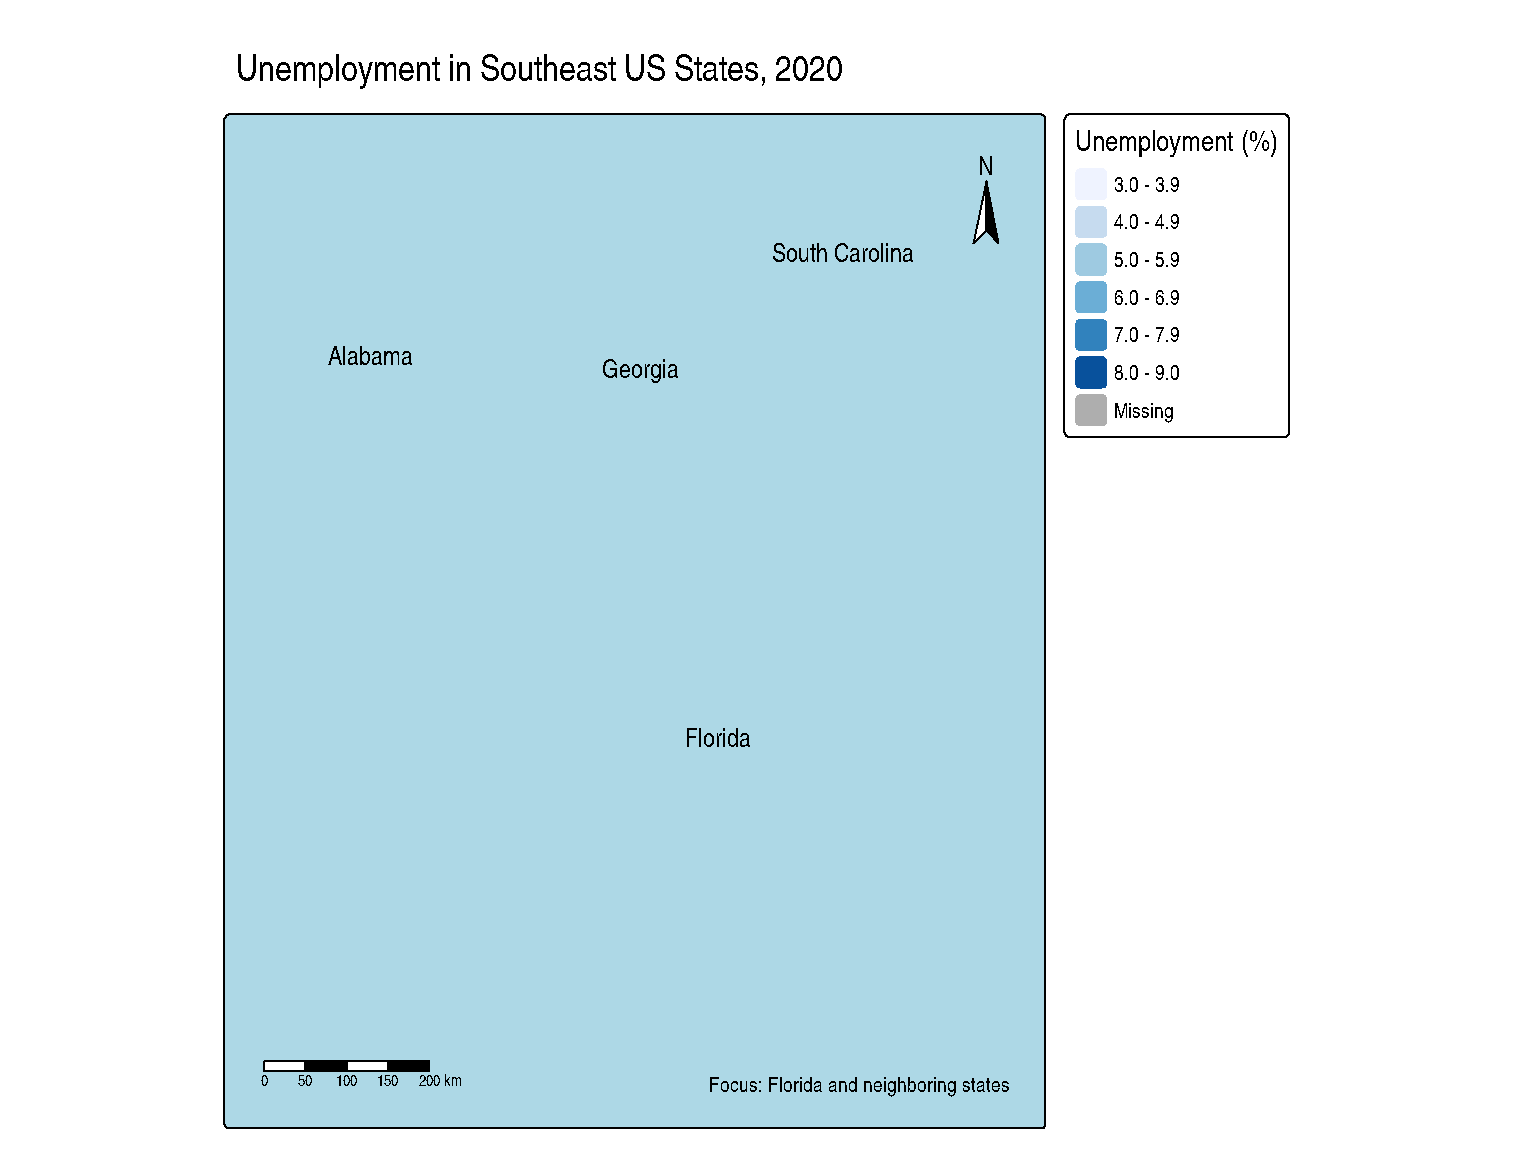 Unemployment in Southeast US States, 2020
N
South Carolina
Alabama
Georgia
Florida
0 50 100 150 200 km
Focus: Florida and neighboring states
Unemployment (%)
3.0 - 3.9
4.0 - 4.9
5.0 - 5.9
6.0 - 6.9
7.0 - 7.9
8.0 - 9.0
Missing